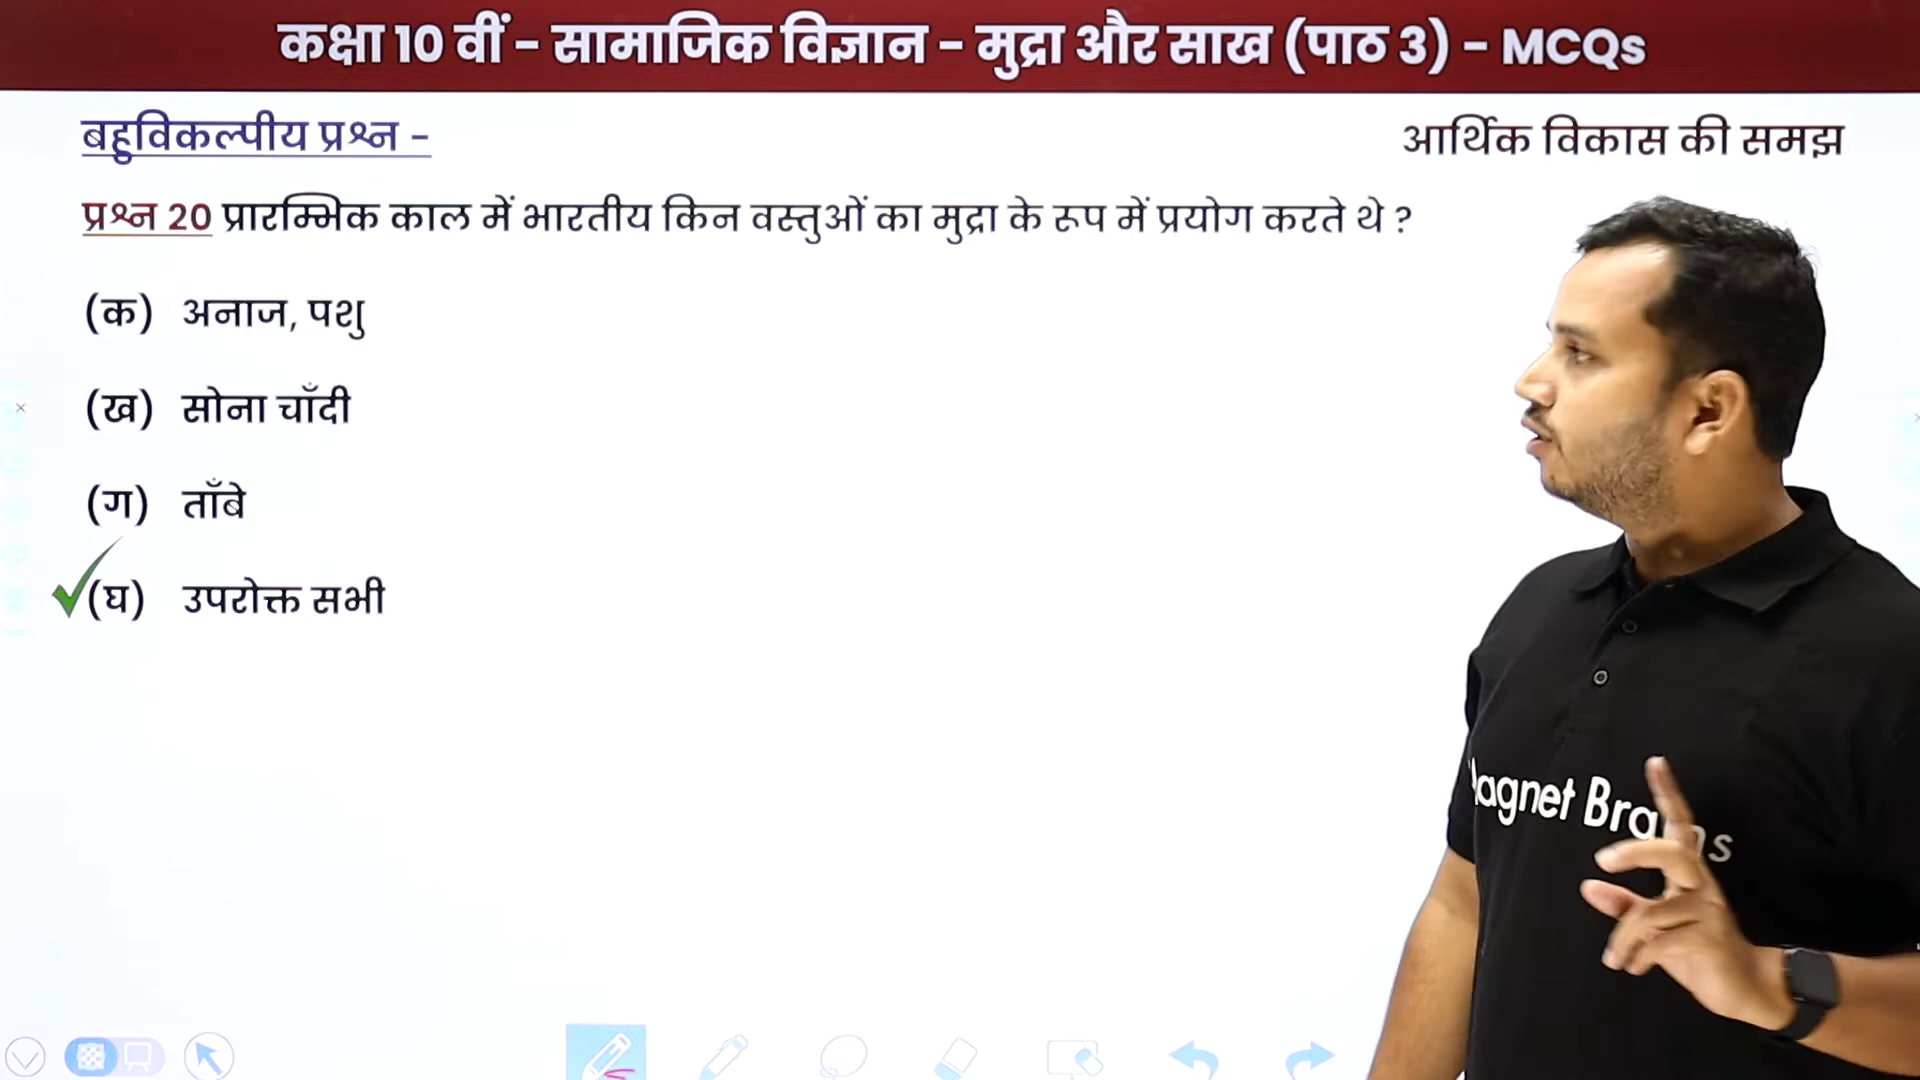 कक्षा 10 वीं - सामाजिक विज्ञान - मुद्रा और साख (पाठ 3) - MCQs
बहुविकल्पीय प्रश्न -
आर्थिक विकास की समझ
प्रश्न 20 प्रारम्भिक काल में भारतीय किन वस्तुओं का मुद्रा के रूप में प्रयोग करते थे ?
(क) अनाज, पशु
(ख) सोना चाँदी
(ग) ताँबे
(घ) उपरोक्त सभी